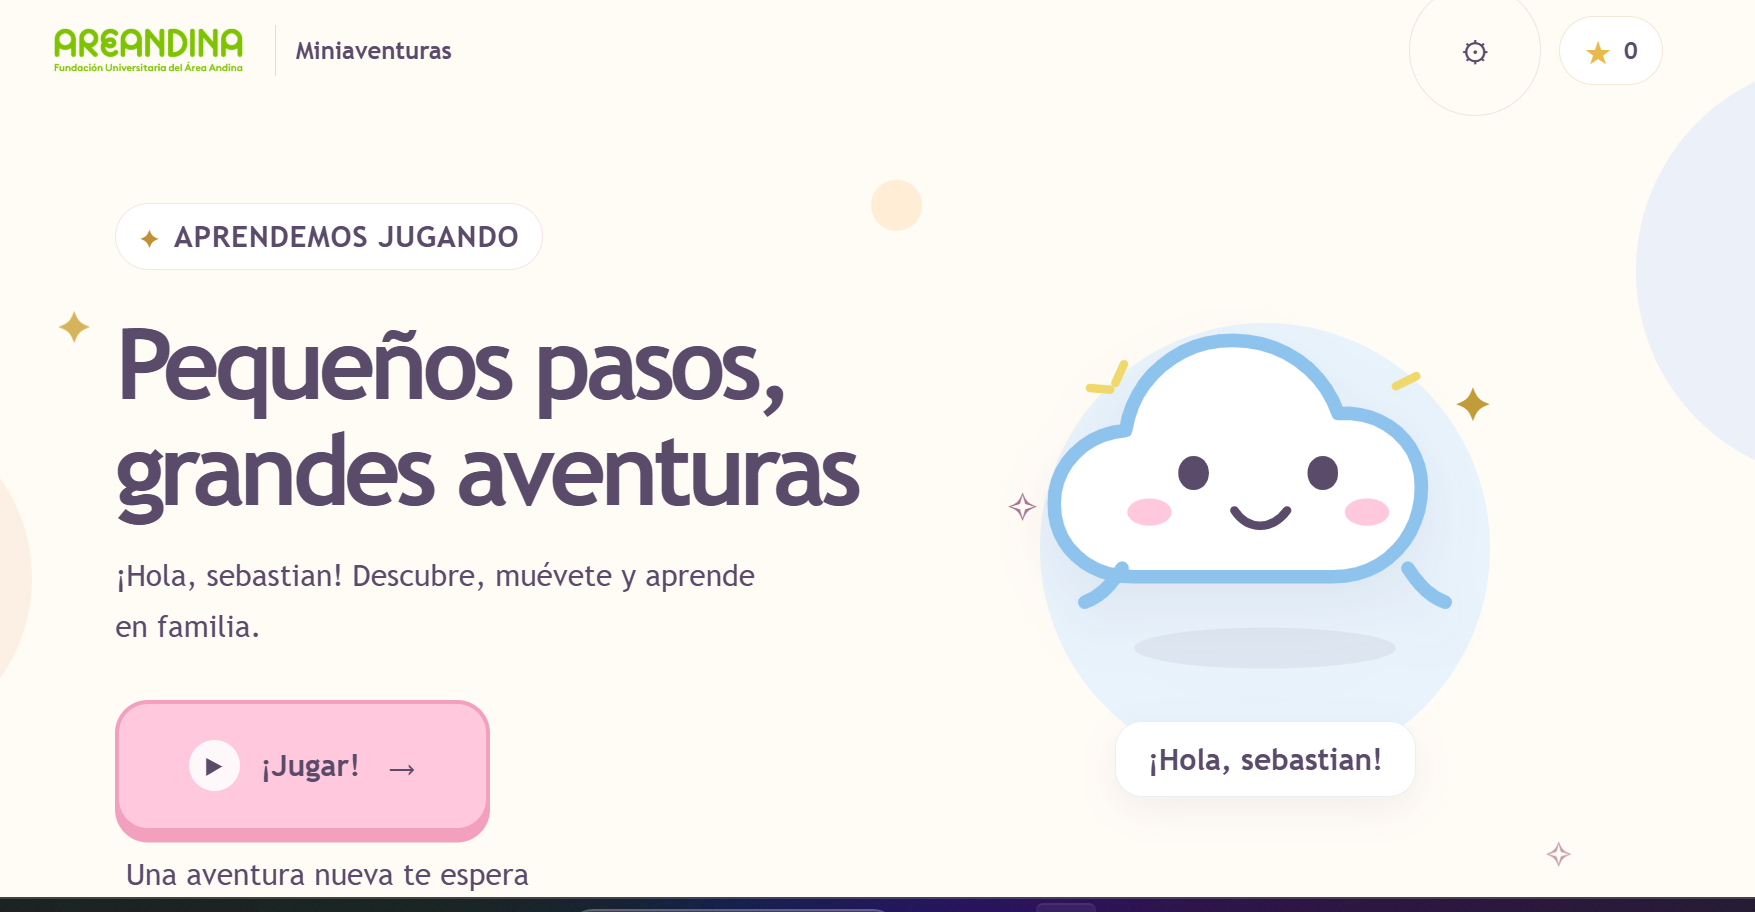 AREANDINA
Fundación Universitaria del Área Andina
Miniaventuras
0
APRENDEMOS JUGANDO
Pequeños pasos,
grandes aventuras
¡Hola, sebastian! Descubre, muévete y aprende
en familia.
¡Jugar! →
Una aventura nueva te espera
¡Hola, sebastian!